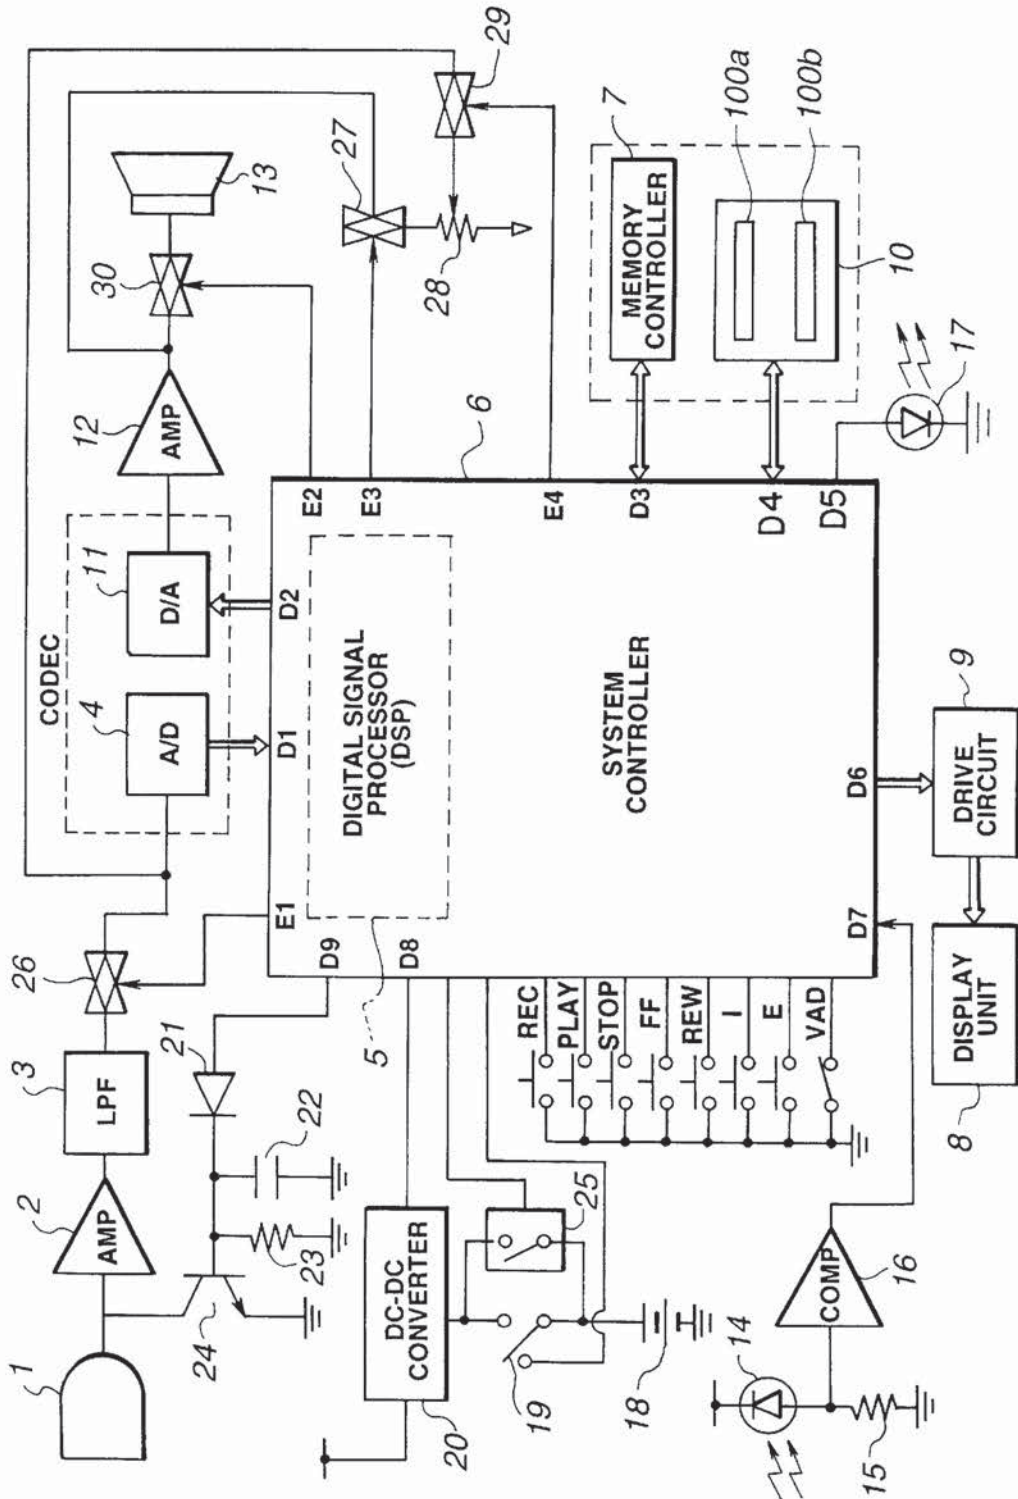 1
2
AMP
3
LPF
26
CODEC
4
A/D
11
D/A
12
AMP
30
13
29
27
28
24
23
22
21
E1
D1
D2
E2
E3
E4
6
D9
D8
5
DIGITAL SIGNAL
PROCESSOR
(DSP)
SYSTEM
CONTROLLER
D3
D4
D5
D6
D7
7
MEMORY
CONTROLLER
100a
100b
10
17
20
DC-DC
CONVERTER
25
19
18
REC
PLAY
STOP
FF
REW
I
E
VAD
14
15
COMP
16
8
DISPLAY
UNIT
9
DRIVE
CIRCUIT